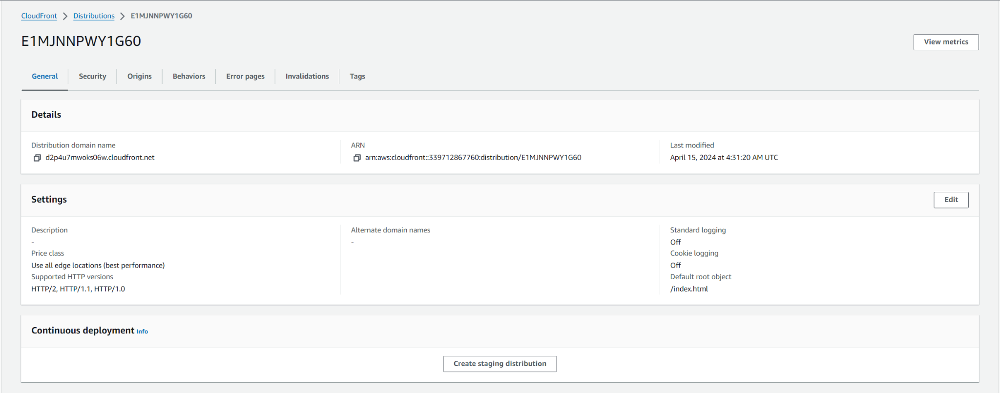 CloudFront > Distributions > E1MJNNPWY1G60
E1MJNNPWY1G60
View metrics
General
Security
Origins
Behaviors
Error pages
Invalidations
Tags
Details
Distribution domain name
d2p4u7mwoks06w.cloudfront.net
ARN
arn:aws:cloudfront::339712867760:distribution/E1MJNNPWY1G60
Last modified
April 15, 2024 at 4:31:20 AM UTC
Settings
Edit
Description
-
Price class
Use all edge locations (best performance)
Supported HTTP versions
HTTP/2, HTTP/1.1, HTTP/1.0
Alternate domain names
-
Standard logging
Off
Cookie logging
Off
Default root object
/index.html
Continuous deployment Info
Create staging distribution